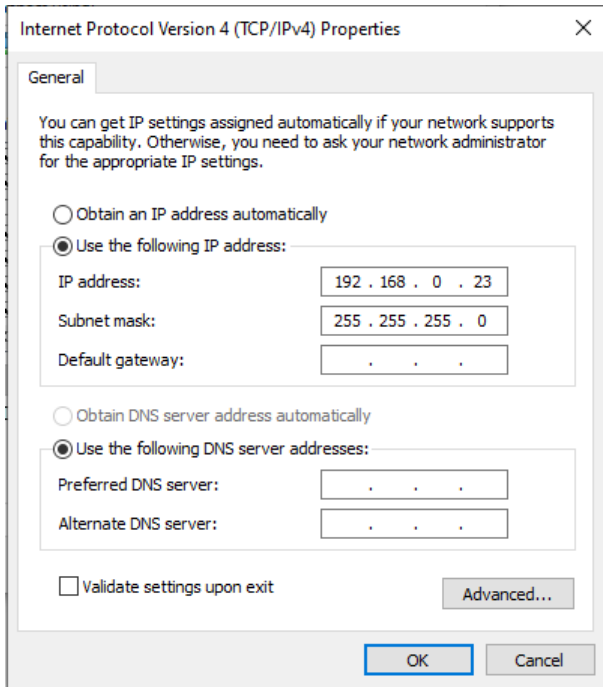 Internet Protocol Version 4 (TCP/IPv4) Properties
General
You can get IP settings assigned automatically if your network supports
this capability. Otherwise, you need to ask your network administrator
for the appropriate IP settings.
Obtain an IP address automatically
Use the following IP address:
IP address: 192 . 168 . 0 . 23
Subnet mask: 255 . 255 . 255 . 0
Default gateway: . . .
Obtain DNS server address automatically
Use the following DNS server addresses:
Preferred DNS server: . . .
Alternate DNS server: . . .
Validate settings upon exit
Advanced...
OK Cancel